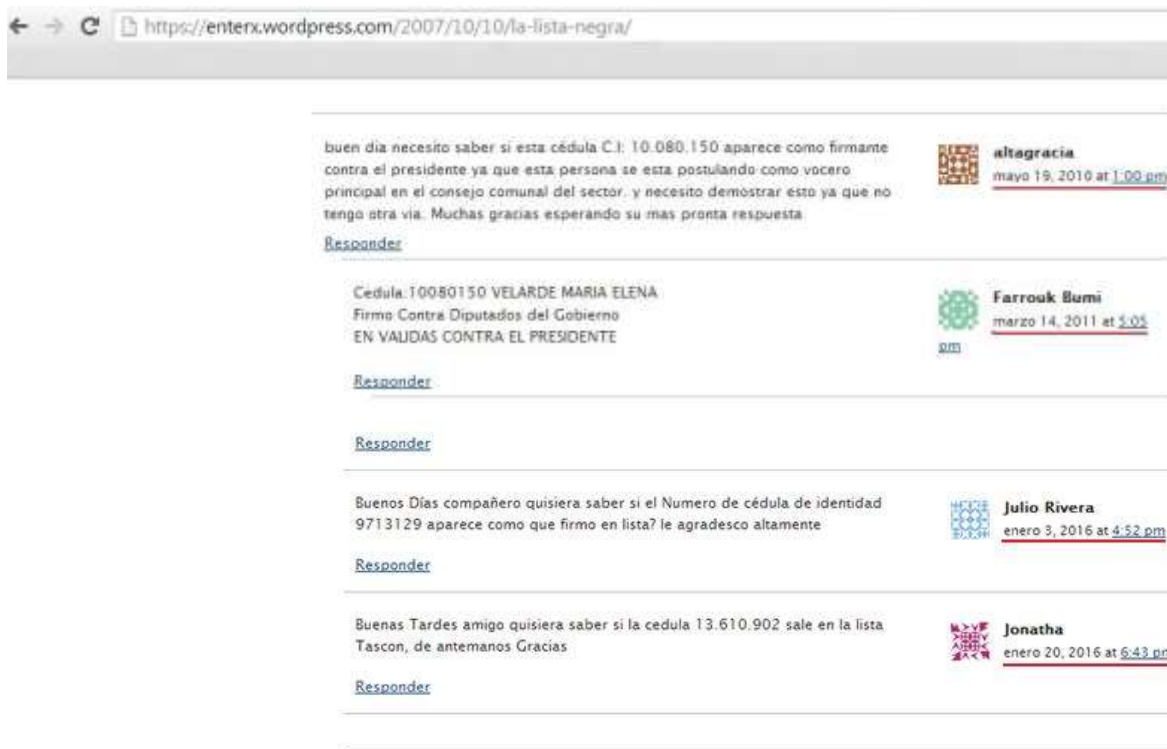 https://enterx.wordpress.com/2007/10/10/la-lista-negra/
buen dia necesito saber si esta cédula C.I: 10.080.150 aparece como firmante
contra el presidente ya que esta persona se esta postulando como vocero
principal en el consejo comunal del sector. y necesito demostrar esto ya que no
tengo otra via. Muchas gracias esperando su mas pronta respuesta
Responder
altagracia
mayo 19, 2010 at 1:00 pm
Cedula:10080150 VELARDE MARIA ELENA
Firmo Contra Diputados del Gobierno
EN VALIDAS CONTRA EL PRESIDENTE
Responder
Farrouk Bumi
marzo 14, 2011 at 5:05
pm
Responder
Buenos Días compañero quisiera saber si el Numero de cédula de identidad
9713129 aparece como que firmo en lista? le agradesco altamente
Responder
Julio Rivera
enero 3, 2016 at 4:52 pm
Buenas Tardes amigo quisiera saber si la cedula 13.610.902 sale en la lista
Tascon, de antemanos Gracias
Responder
Jonatha
enero 20, 2016 at 6:43 pm